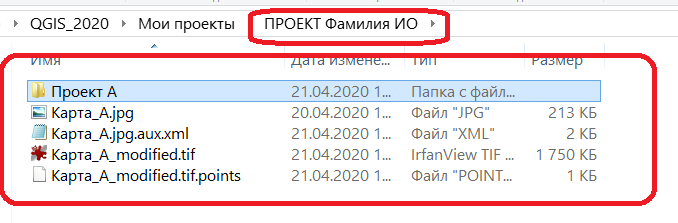 QGIS_2020 Мои проекты ПРОЕКТ Фамилия ИО
Имя Дата измене... Тип Размер
Проект А 21.04.2020 1... Папка с файл...
Карта_А.jpg 20.04.2020 1... Файл "JPG" 213 КБ
Карта_А.jpg.aux.xml 21.04.2020 1... Файл "XML" 2 КБ
Карта_А_modified.tif 21.04.2020 1... IrfanView TIF ... 1 750 КБ
Карта_А_modified.tif.points 21.04.2020 1... Файл "POINT... 1 КБ